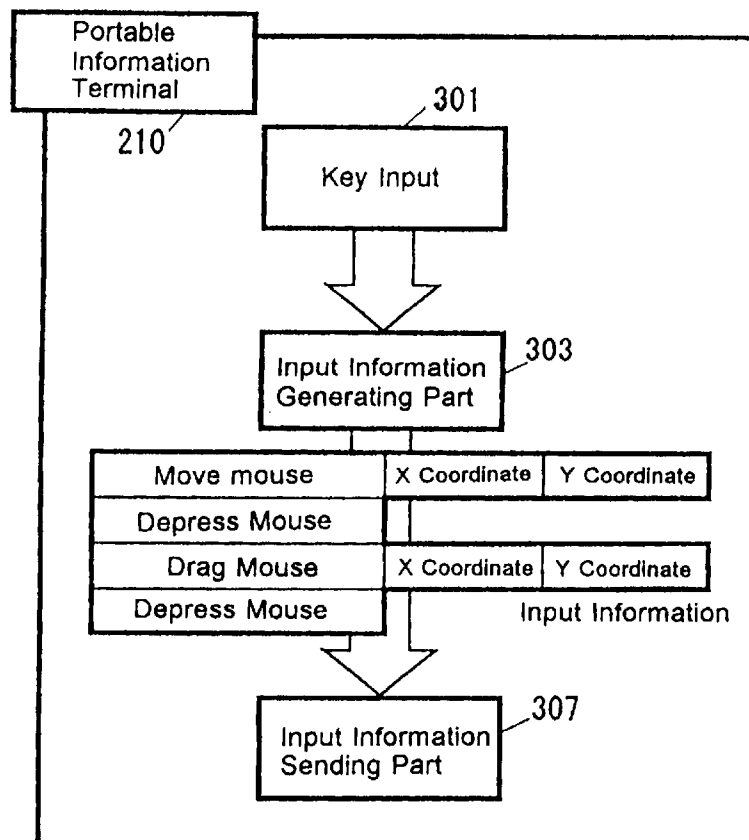 Portable
Information
Terminal
210
301
Key Input
303
Input Information
Generating Part
Move mouse X Coordinate Y Coordinate
Depress Mouse
Drag Mouse X Coordinate Y Coordinate
Depress Mouse
Input Information
307
Input Information
Sending Part